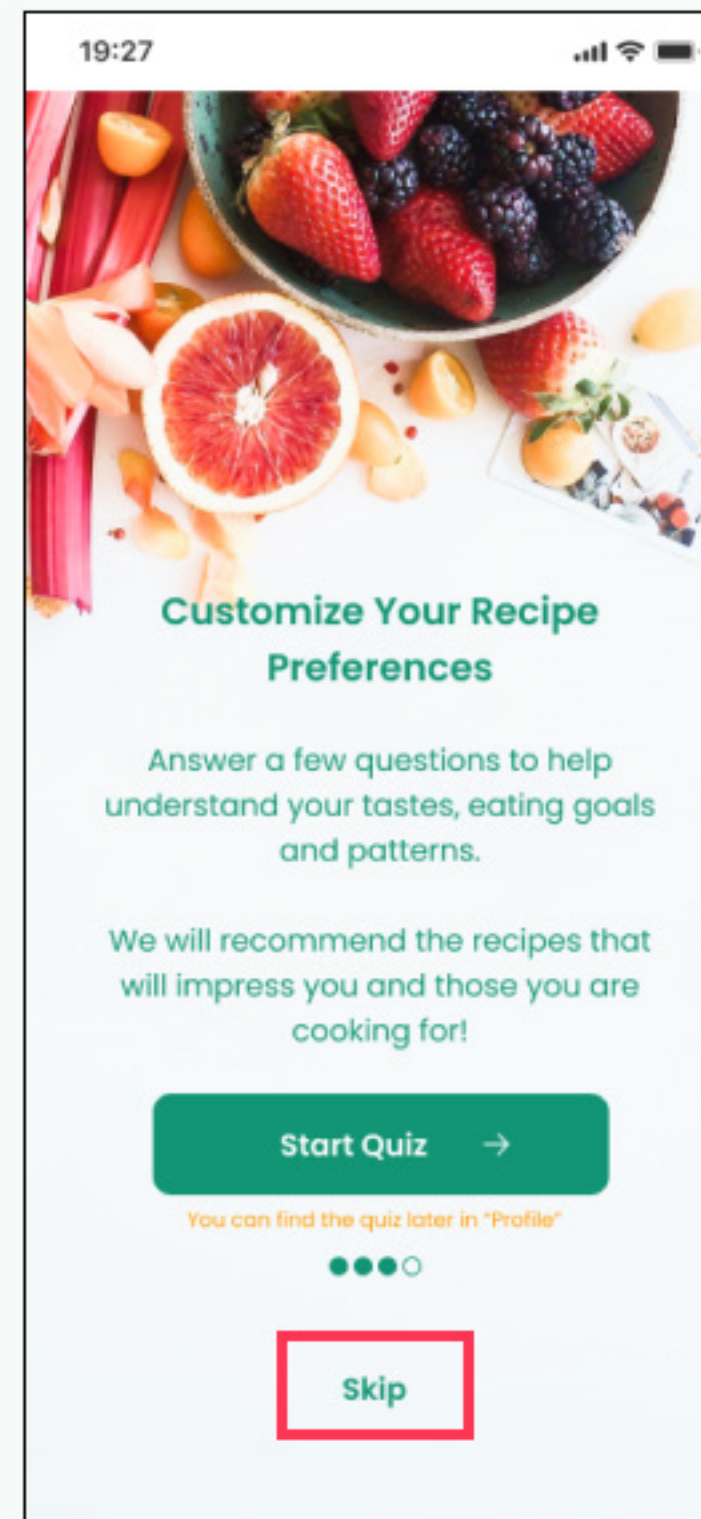 19:27
Customize Your Recipe
Preferences
Answer a few questions to help
understand your tastes, eating goals
and patterns.
We will recommend the recipes that
will impress you and those you are
cooking for!
Start Quiz →
You can find the quiz later in "Profile"
Skip